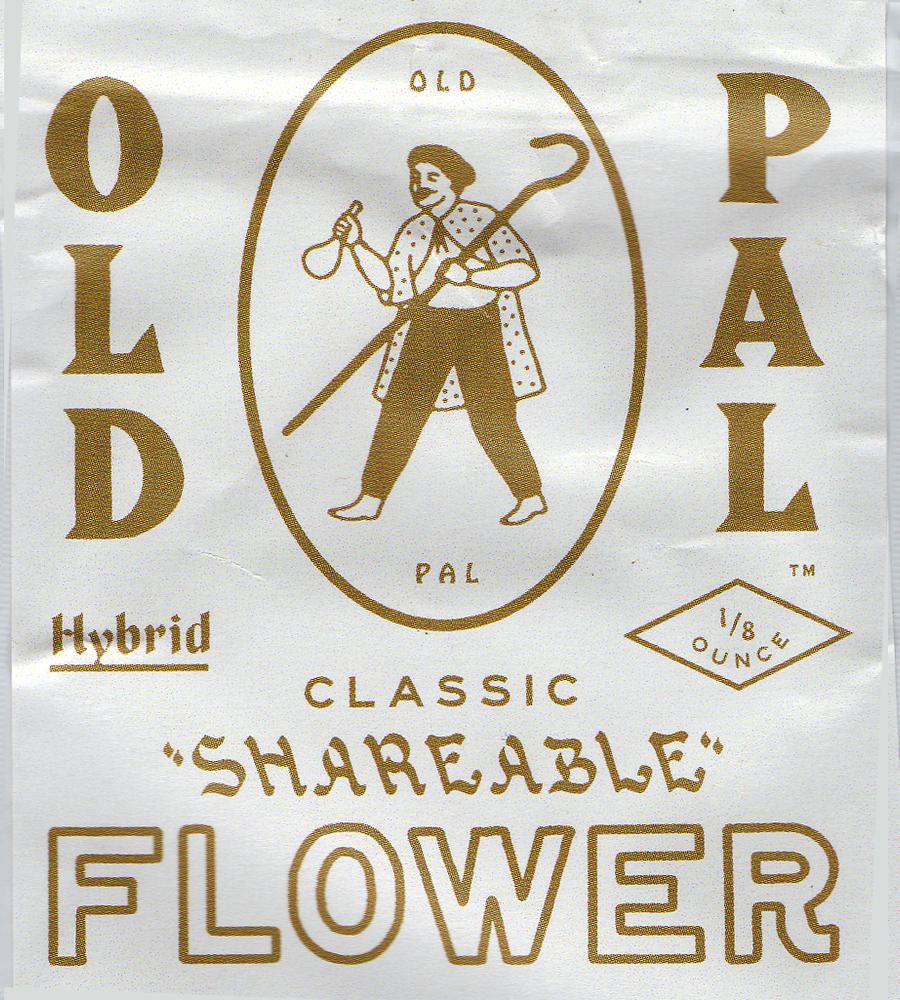 OLD
OLD
PAL
PAL
TM
Hybrid
1/8
OUNCE
CLASSIC
"SHAREABLE"
FLOWER